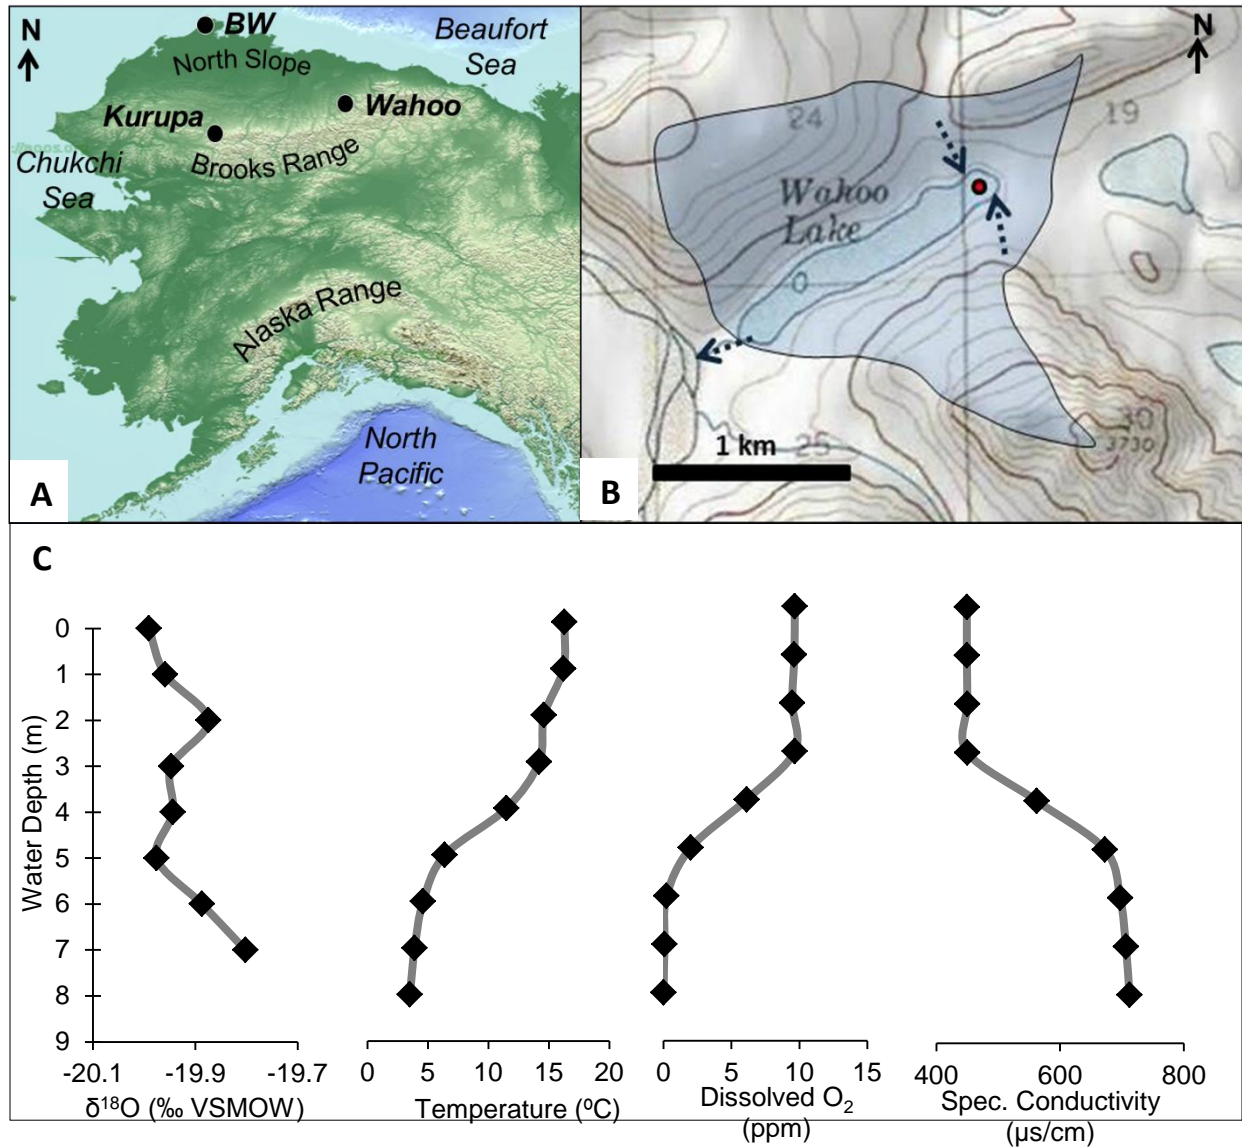 N
BW
Beaufort
Sea
North Slope
Kurupa
Wahoo
Brooks Range
Chukchi
Sea
Alaska Range
North
Pacific
A
N
24
19
Wahoo
Lake
30
3730
25
1 km
B
C
Water Depth (m)
0
1
2
3
4
5
6
7
8
9
-20.1 -19.9 -19.7
δ¹⁸O (‰ VSMOW)
0 5 10 15 20
Temperature (ºC)
0 5 10 15
Dissolved O₂
(ppm)
400 600 800
Spec. Conductivity
(µs/cm)